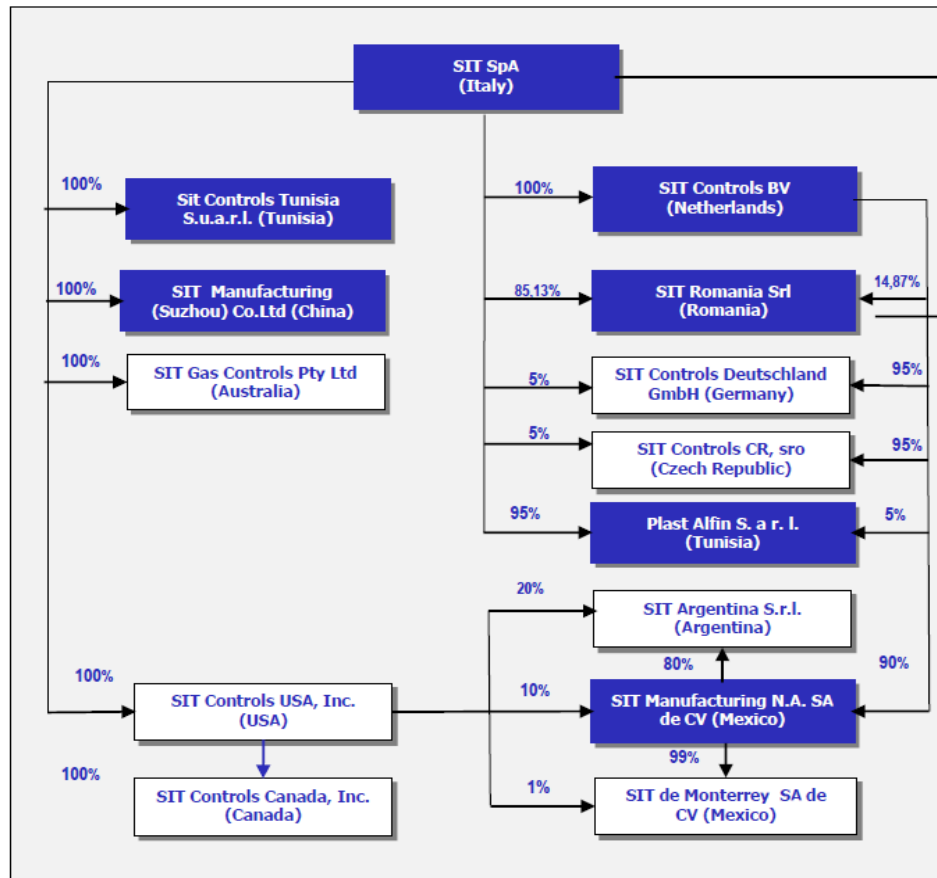 SIT SpA
(Italy)
100%
Sit Controls Tunisia
S.u.a.r.l. (Tunisia)
100%
SIT Controls BV
(Netherlands)
100%
SIT Manufacturing
(Suzhou) Co.Ltd (China)
85,13%
SIT Romania Srl
(Romania)
14,87%
100%
SIT Gas Controls Pty Ltd
(Australia)
5%
SIT Controls Deutschland
GmbH (Germany)
95%
5%
SIT Controls CR, sro
(Czech Republic)
95%
95%
Plast Alfin S. a r. l.
(Tunisia)
5%
20%
SIT Argentina S.r.l.
(Argentina)
80%
90%
100%
SIT Controls USA, Inc.
(USA)
10%
SIT Manufacturing N.A. SA
de CV (Mexico)
99%
100%
SIT Controls Canada, Inc.
(Canada)
1%
SIT de Monterrey SA de
CV (Mexico)